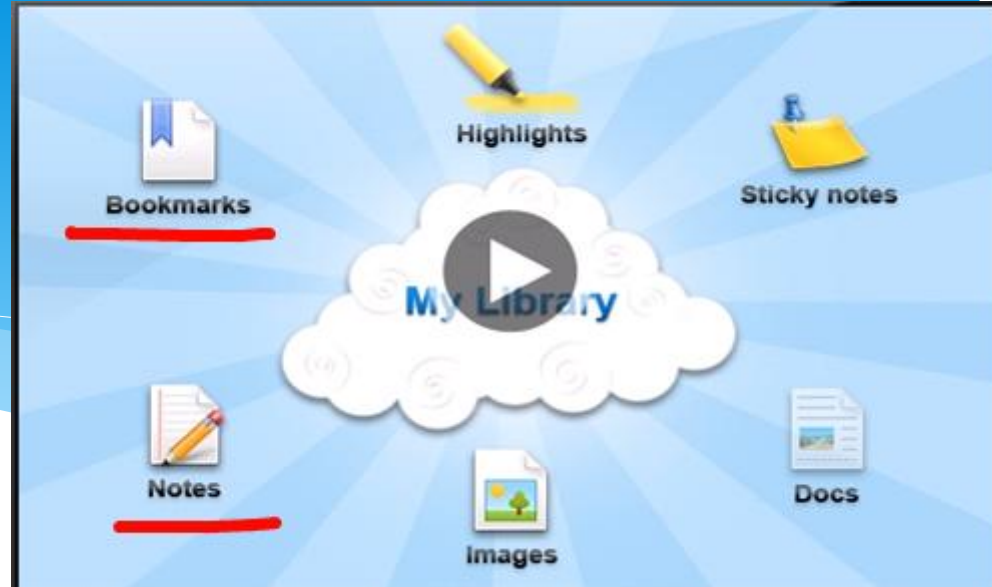 Highlights
Bookmarks
Sticky notes
My Library
Notes
Docs
Images